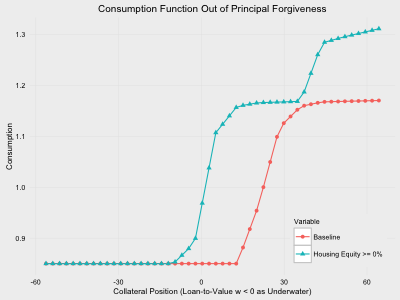 Consumption Function Out of Principal Forgiveness
1.3
1.2
1.1
1.0
0.9
Consumption
-60
-30
0
30
60
Collateral Position (Loan-to-Value w < 0 as Underwater)
Variable
Baseline
Housing Equity >= 0%